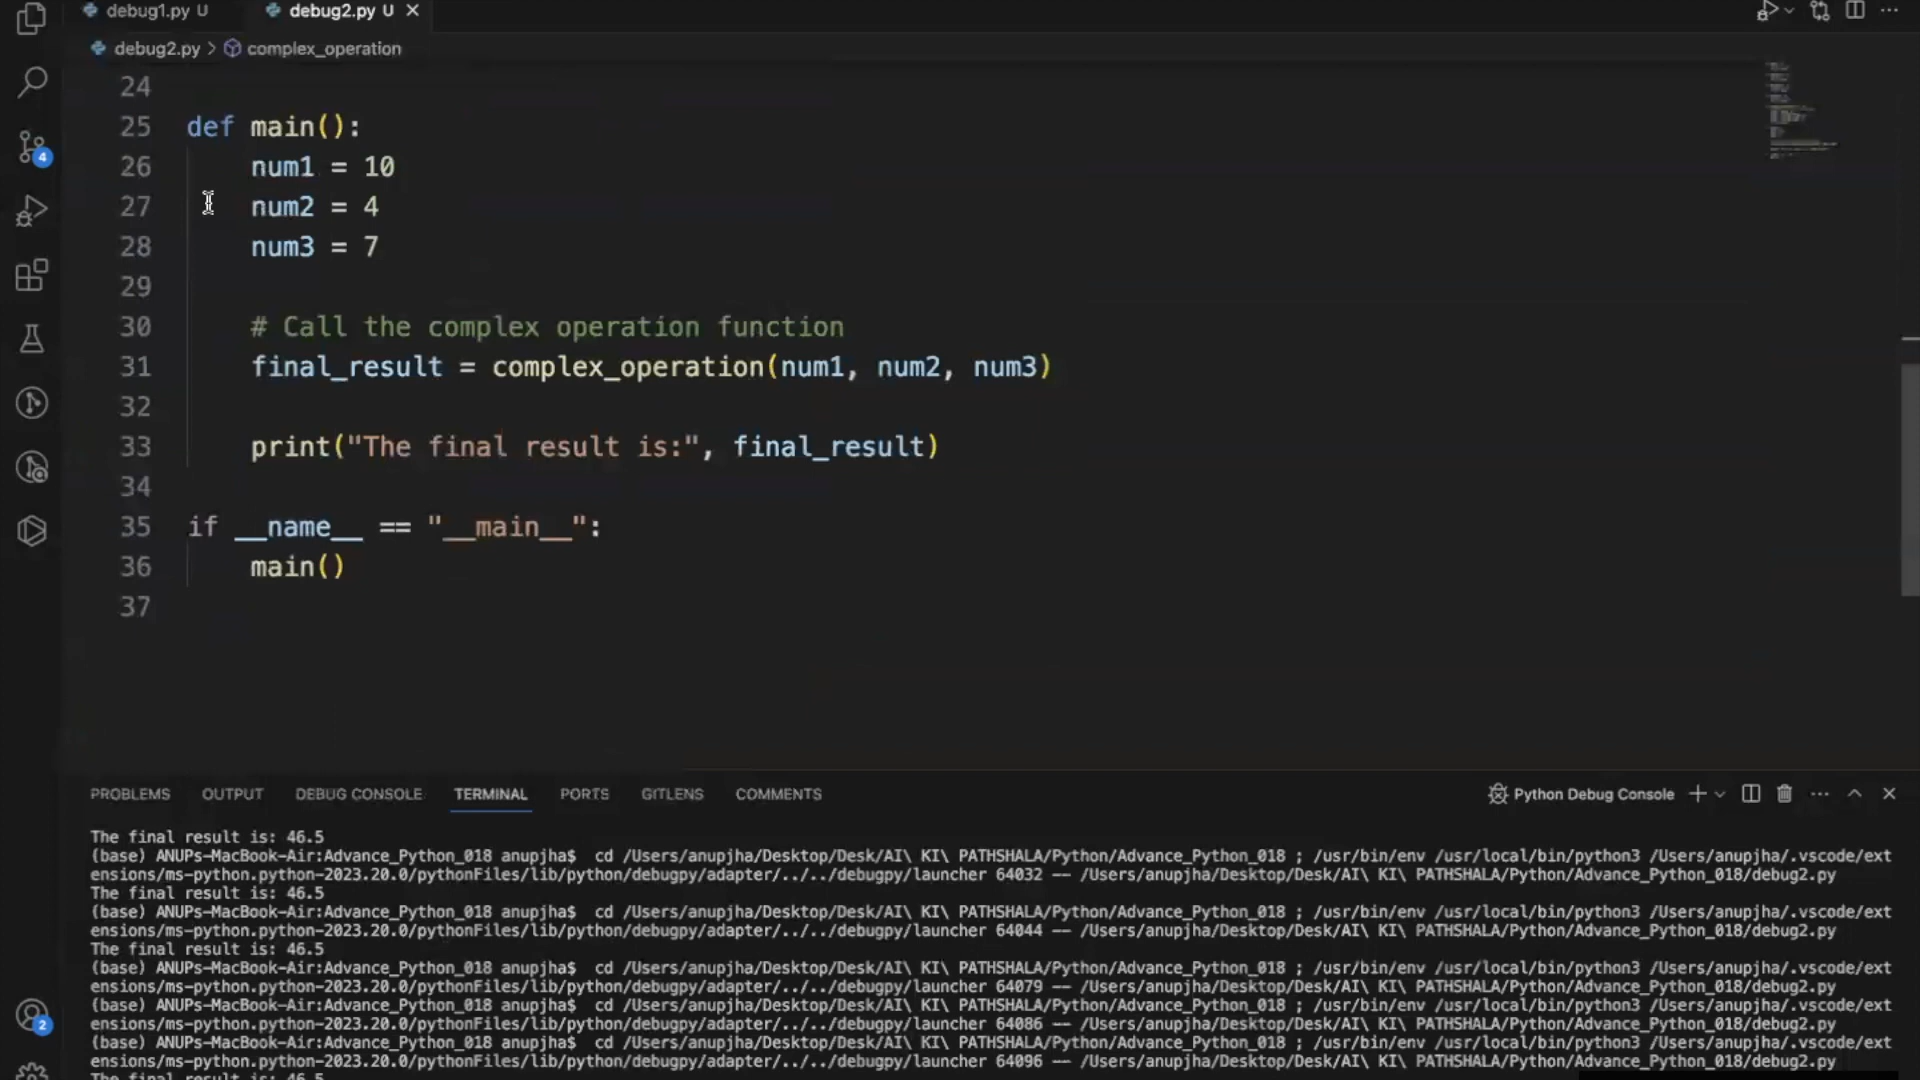 debug1.py U
debug2.py U
debug2.py > complex_operation
24
25 def main():
26     num1 = 10
27     num2 = 4
28     num3 = 7
29
30     # Call the complex operation function
31     final_result = complex_operation(num1, num2, num3)
32
33     print("The final result is:", final_result)
34
35 if __name__ == "__main__":
36     main()
37
4
2
PROBLEMS OUTPUT DEBUG CONSOLE TERMINAL PORTS GITLENS COMMENTS Python Debug Console
The final result is: 46.5
(base) ANUPs-MacBook-Air:Advance_Python_018 anupjha$  cd /Users/anupjha/Desktop/Desk/AI\ KI\ PATHSHALA/Python/Advance_Python_018 ; /usr/bin/env /usr/local/bin/python3 /Users/anupjha/.vscode/ext
ensions/ms-python.python-2023.20.0/pythonFiles/lib/python/debugpy/adapter/../../debugpy/launcher 64032 -- /Users/anupjha/Desktop/Desk/AI\ KI\ PATHSHALA/Python/Advance_Python_018/debug2.py
The final result is: 46.5
(base) ANUPs-MacBook-Air:Advance_Python_018 anupjha$  cd /Users/anupjha/Desktop/Desk/AI\ KI\ PATHSHALA/Python/Advance_Python_018 ; /usr/bin/env /usr/local/bin/python3 /Users/anupjha/.vscode/ext
ensions/ms-python.python-2023.20.0/pythonFiles/lib/python/debugpy/adapter/../../debugpy/launcher 64044 -- /Users/anupjha/Desktop/Desk/AI\ KI\ PATHSHALA/Python/Advance_Python_018/debug2.py
The final result is: 46.5
(base) ANUPs-MacBook-Air:Advance_Python_018 anupjha$  cd /Users/anupjha/Desktop/Desk/AI\ KI\ PATHSHALA/Python/Advance_Python_018 ; /usr/bin/env /usr/local/bin/python3 /Users/anupjha/.vscode/ext
ensions/ms-python.python-2023.20.0/pythonFiles/lib/python/debugpy/adapter/../../debugpy/launcher 64079 -- /Users/anupjha/Desktop/Desk/AI\ KI\ PATHSHALA/Python/Advance_Python_018/debug2.py
(base) ANUPs-MacBook-Air:Advance_Python_018 anupjha$  cd /Users/anupjha/Desktop/Desk/AI\ KI\ PATHSHALA/Python/Advance_Python_018 ; /usr/bin/env /usr/local/bin/python3 /Users/anupjha/.vscode/ext
ensions/ms-python.python-2023.20.0/pythonFiles/lib/python/debugpy/adapter/../../debugpy/launcher 64086 -- /Users/anupjha/Desktop/Desk/AI\ KI\ PATHSHALA/Python/Advance_Python_018/debug2.py
(base) ANUPs-MacBook-Air:Advance_Python_018 anupjha$  cd /Users/anupjha/Desktop/Desk/AI\ KI\ PATHSHALA/Python/Advance_Python_018 ; /usr/bin/env /usr/local/bin/python3 /Users/anupjha/.vscode/ext
ensions/ms-python.python-2023.20.0/pythonFiles/lib/python/debugpy/adapter/../../debugpy/launcher 64096 -- /Users/anupjha/Desktop/Desk/AI\ KI\ PATHSHALA/Python/Advance_Python_018/debug2.py
The final result is: 46.5